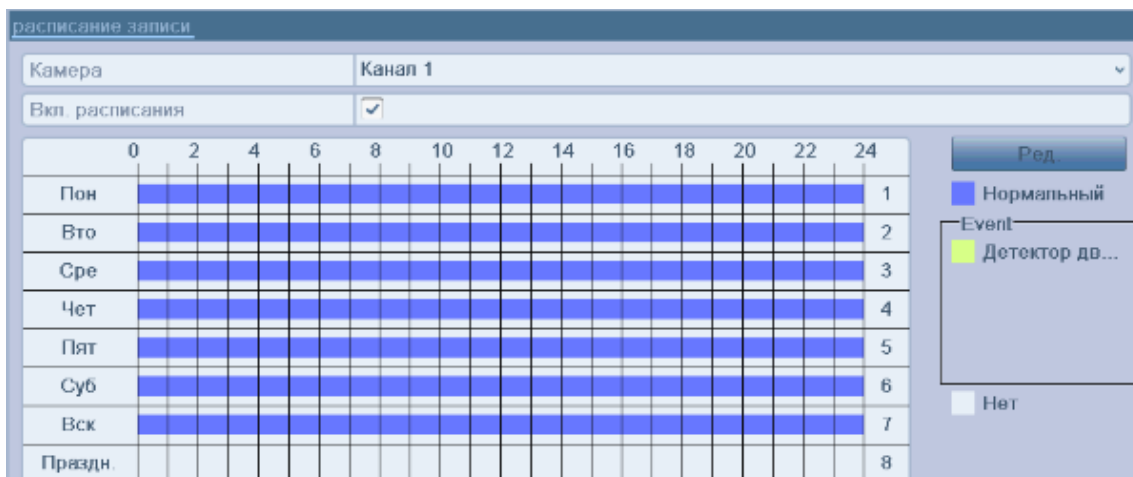 расписание записи
Камера Канал 1
Вкл. расписания
0 2 4 6 8 10 12 14 16 18 20 22 24
Ред.
Пон 1
Нормальный
Вто 2
Event
Сре 3
Детектор дв...
Чет 4
Пят 5
Суб 6
Нет
Вск 7
Праздн. 8